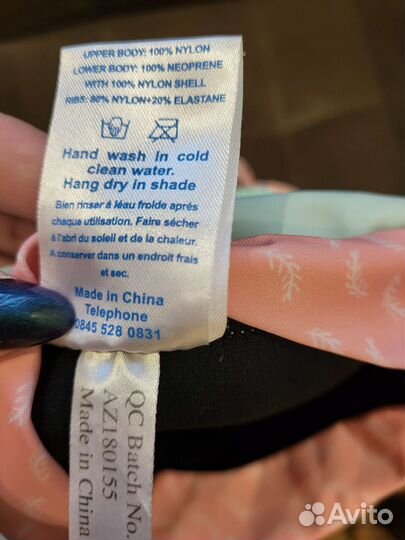 UPPER BODY: 100% NYLON
LOWER BODY: 100% NEOPRENE
WITH 100% NYLON SHELL
RIBS: 80% NYLON+20% ELASTANE
Hand wash in cold
clean water.
Hang dry in shade
Bien rinser à léau froide aprés
chaque utilisation. Faire sécher
à l'abri du soleil et de la chaleur.
A conserver dans un endroit frais
et sec.
Made in China
Telephone
0845 528 0831
QC Batch No.
AZ180155
Made in China
Avito